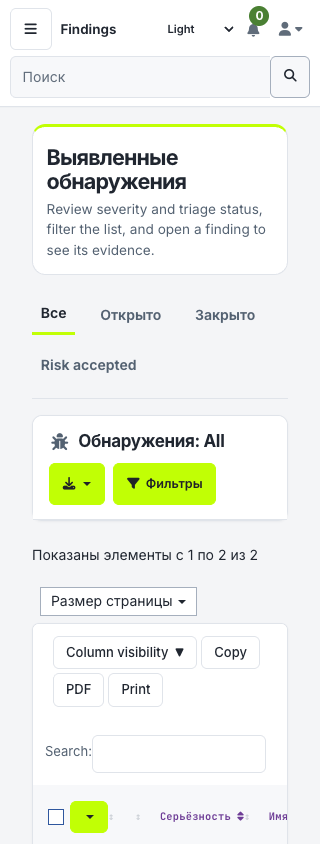 Findings
Light
0
Поиск
Выявленные
обнаружения
Review severity and triage status,
filter the list, and open a finding to
see its evidence.
Все
Открыто
Закрыто
Risk accepted
Обнаружения: All
Фильтры
Показаны элементы с 1 по 2 из 2
Размер страницы
Column visibility ▼
Copy
PDF
Print
Search:
Серьёзность
Имя